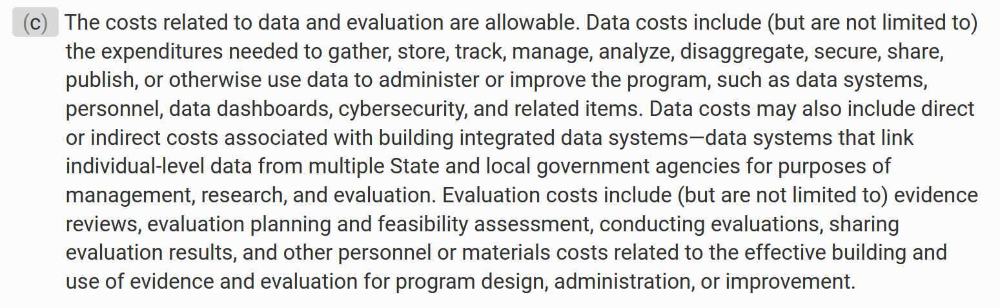 (c) The costs related to data and evaluation are allowable. Data costs include (but are not limited to)
the expenditures needed to gather, store, track, manage, analyze, disaggregate, secure, share,
publish, or otherwise use data to administer or improve the program, such as data systems,
personnel, data dashboards, cybersecurity, and related items. Data costs may also include direct
or indirect costs associated with building integrated data systems—data systems that link
individual-level data from multiple State and local government agencies for purposes of
management, research, and evaluation. Evaluation costs include (but are not limited to) evidence
reviews, evaluation planning and feasibility assessment, conducting evaluations, sharing
evaluation results, and other personnel or materials costs related to the effective building and
use of evidence and evaluation for program design, administration, or improvement.